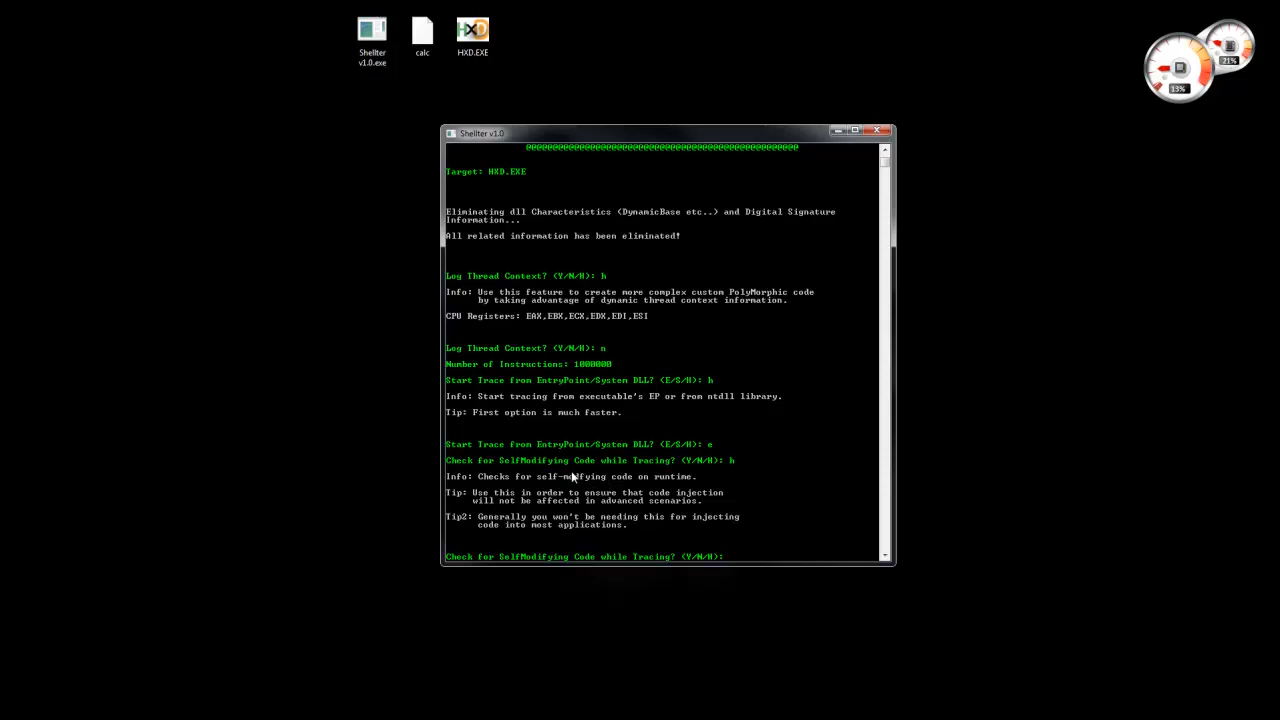 Shellter v1.0.exe
calc
HXD.EXE
21%
13%
Shellter v1.0
@@@@@@@@@@@@@@@@@@@@@@@@@@@@@@@@@@@@@@@@@@@@@@@@@@@
Target: HXD.EXE
Eliminating dll Characteristics (DynamicBase etc..) and Digital Signature
Information...
All related information has been eliminated!
Log Thread Context? (Y/N/H): h
Info: Use this feature to create more complex custom PolyMorphic code
by taking advantage of dynamic thread context information.
CPU Registers: EAX,EBX,ECX,EDX,EDI,ESI
Log Thread Context? (Y/N/H): n
Number of Instructions: 1000000
Start Trace from EntryPoint/System DLL? (E/S/H): h
Info: Start tracing from executable's EP or from ntdll library.
Tip: First option is much faster.
Start Trace from EntryPoint/System DLL? (E/S/H): e
Check for SelfModifying Code while Tracing? (Y/N/H): h
Info: Checks for self-modifying code on runtime.
Tip: Use this in order to ensure that code injection
will not be affected in advanced scenarios.
Tip2: Generally you won't be needing this for injecting
code into most applications.
Check for SelfModifying Code while Tracing? (Y/N/H):